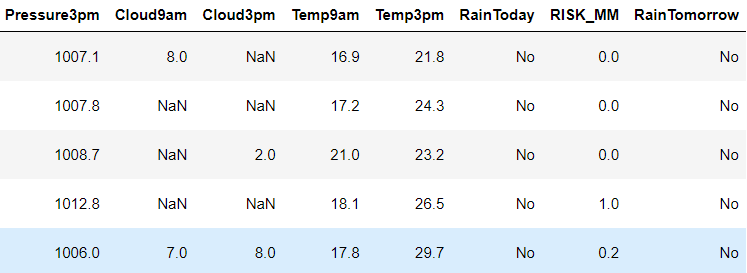 Pressure3pm Cloud9am Cloud3pm Temp9am Temp3pm RainToday RISK_MM RainTomorrow
1007.1 8.0 NaN 16.9 21.8 No 0.0 No
1007.8 NaN NaN 17.2 24.3 No 0.0 No
1008.7 NaN 2.0 21.0 23.2 No 0.0 No
1012.8 NaN NaN 18.1 26.5 No 1.0 No
1006.0 7.0 8.0 17.8 29.7 No 0.2 No